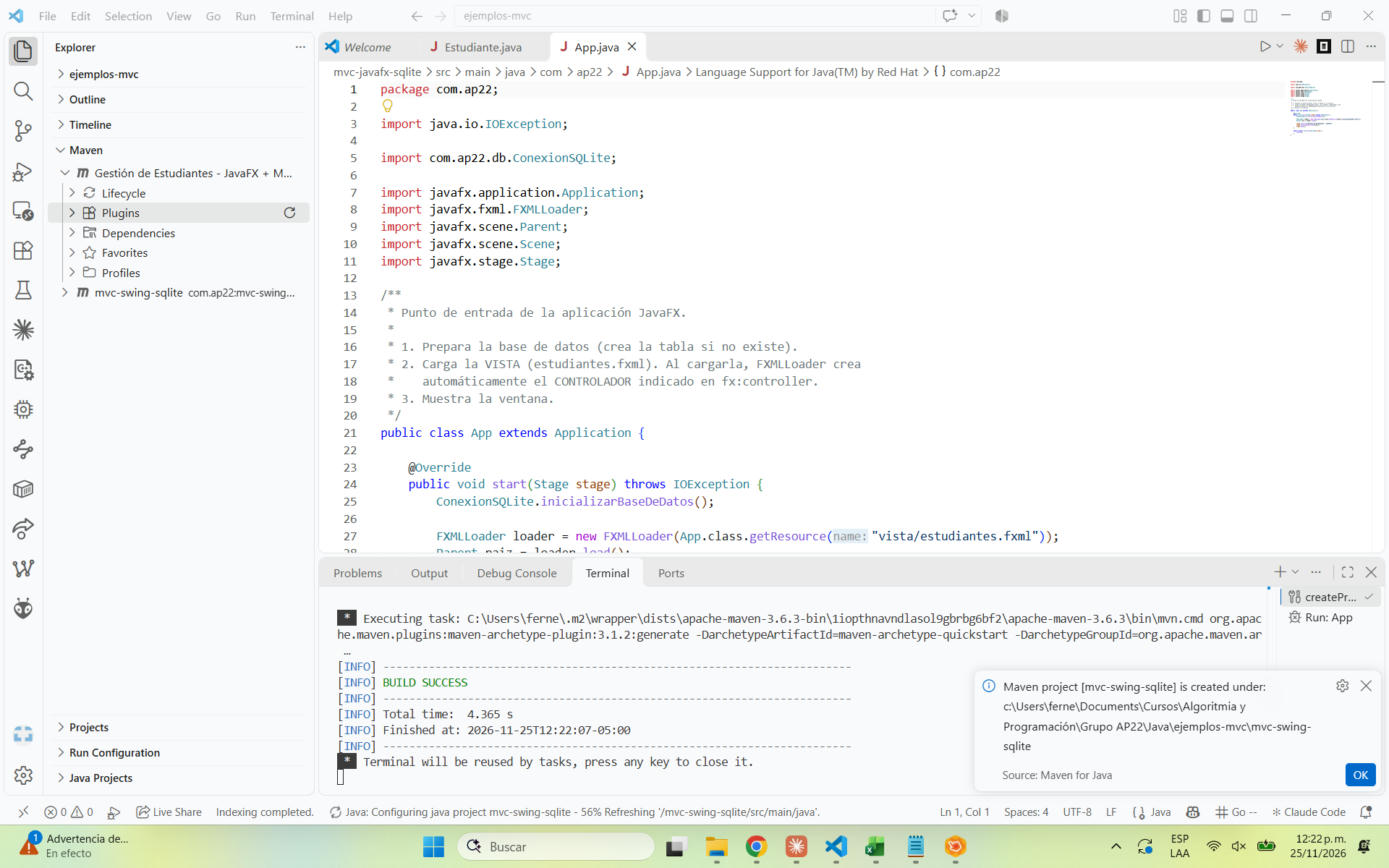 File Edit Selection View Go Run Terminal Help
ejemplos-mvc
Explorer
ejemplos-mvc
Outline
Timeline
Maven
Gestión de Estudiantes - JavaFX + M...
Lifecycle
Plugins
Dependencies
Favorites
Profiles
mvc-swing-sqlite com.ap22:mvc-swing...
Projects
Run Configuration
Java Projects
Welcome
J Estudiante.java
J App.java
mvc-javafx-sqlite > src > main > java > com > ap22 > J App.java > Language Support for Java(TM) by Red Hat > {} com.ap22
1 package com.ap22;
2
3 import java.io.IOException;
4
5 import com.ap22.db.ConexionSQLite;
6
7 import javafx.application.Application;
8 import javafx.fxml.FXMLLoader;
9 import javafx.scene.Parent;
10 import javafx.scene.Scene;
11 import javafx.stage.Stage;
12
13 /**
14 * Punto de entrada de la aplicación JavaFX.
15 *
16 * 1. Prepara la base de datos (crea la tabla si no existe).
17 * 2. Carga la VISTA (estudiantes.fxml). Al cargarla, FXMLLoader crea
18 * automáticamente el CONTROLADOR indicado en fx:controller.
19 * 3. Muestra la ventana.
20 */
21 public class App extends Application {
22
23 @Override
24 public void start(Stage stage) throws IOException {
25 ConexionSQLite.inicializarBaseDeDatos();
26
27 FXMLLoader loader = new FXMLLoader(App.class.getResource(name: "vista/estudiantes.fxml"));
28 Parent raiz = loader.load();
Problems Output Debug Console Terminal Ports
* Executing task: C:\Users\ferne\.m2\wrapper\dists\apache-maven-3.6.3-bin\1iopthnavndlasol9gbrbg6bf2\apache-maven-3.6.3\bin\mvn.cmd org.apac
he.maven.plugins:maven-archetype-plugin:3.1.2:generate -DarchetypeArtifactId=maven-archetype-quickstart -DarchetypeGroupId=org.apache.maven.ar
…
[INFO] ------------------------------------------------------------------------
[INFO] BUILD SUCCESS
[INFO] ------------------------------------------------------------------------
[INFO] Total time:  4.365 s
[INFO] Finished at: 2026-11-25T12:22:07-05:00
[INFO] ------------------------------------------------------------------------
* Terminal will be reused by tasks, press any key to close it.
createPr...
Run: App
Maven project [mvc-swing-sqlite] is created under:
c:\Users\ferne\Documents\Cursos\Algoritmia y
Programación\Grupo AP22\Java\ejemplos-mvc\mvc-swing-
sqlite
Source: Maven for Java
OK
0 0 Live Share Indexing completed. Java: Configuring java project mvc-swing-sqlite - 56% Refreshing '/mvc-swing-sqlite/src/main/java'. Ln 1, Col 1 Spaces: 4 UTF-8 LF {} Java Go -- Claude Code
1
Advertencia de...
En efecto
Buscar
ESP
LAA
12:22 p.m.
25/11/2026